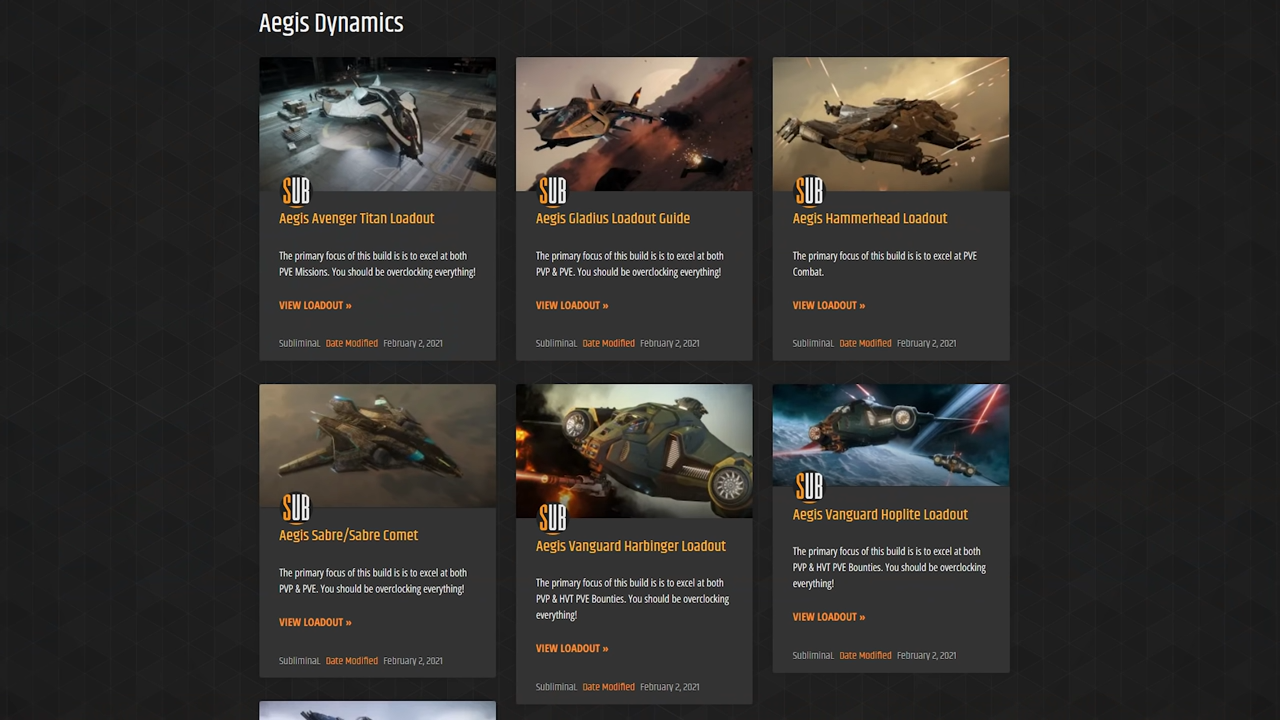 Aegis Dynamics
SUB
Aegis Avenger Titan Loadout
The primary focus of this build is is to excel at both
PVE Missions. You should be overclocking everything!
VIEW LOADOUT »
SubliminaL Date Modified February 2, 2021
SUB
Aegis Gladius Loadout Guide
The primary focus of this build is is to excel at both
PVP & PVE. You should be overclocking everything!
VIEW LOADOUT »
SubliminaL Date Modified February 2, 2021
SUB
Aegis Hammerhead Loadout
The primary focus of this build is is to excel at PVE
Combat.
VIEW LOADOUT »
SubliminaL Date Modified February 2, 2021
SUB
Aegis Sabre/Sabre Comet
The primary focus of this build is is to excel at both
PVP & PVE. You should be overclocking everything!
VIEW LOADOUT »
SubliminaL Date Modified February 2, 2021
SUB
Aegis Vanguard Harbinger Loadout
The primary focus of this build is is to excel at both
PVP & HVT PVE Bounties. You should be overclocking
everything!
VIEW LOADOUT »
SubliminaL Date Modified February 2, 2021
SUB
Aegis Vanguard Hoplite Loadout
The primary focus of this build is is to excel at both
PVP & HVT PVE Bounties. You should be overclocking
everything!
VIEW LOADOUT »
SubliminaL Date Modified February 2, 2021